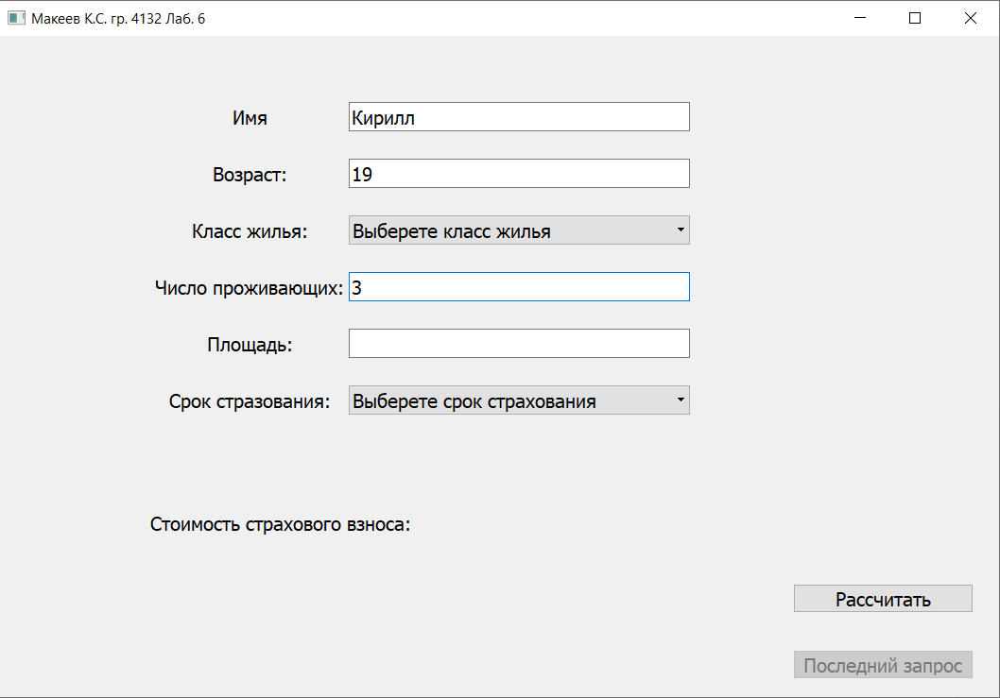 Макеев К.С. гр. 4132 Лаб. 6
Имя Кирилл
Возраст: 19
Класс жилья: Выберете класс жилья
Число проживающих: 3
Площадь:
Срок стразования: Выберете срок страхования
Стоимость страхового взноса:
Рассчитать
Последний запрос